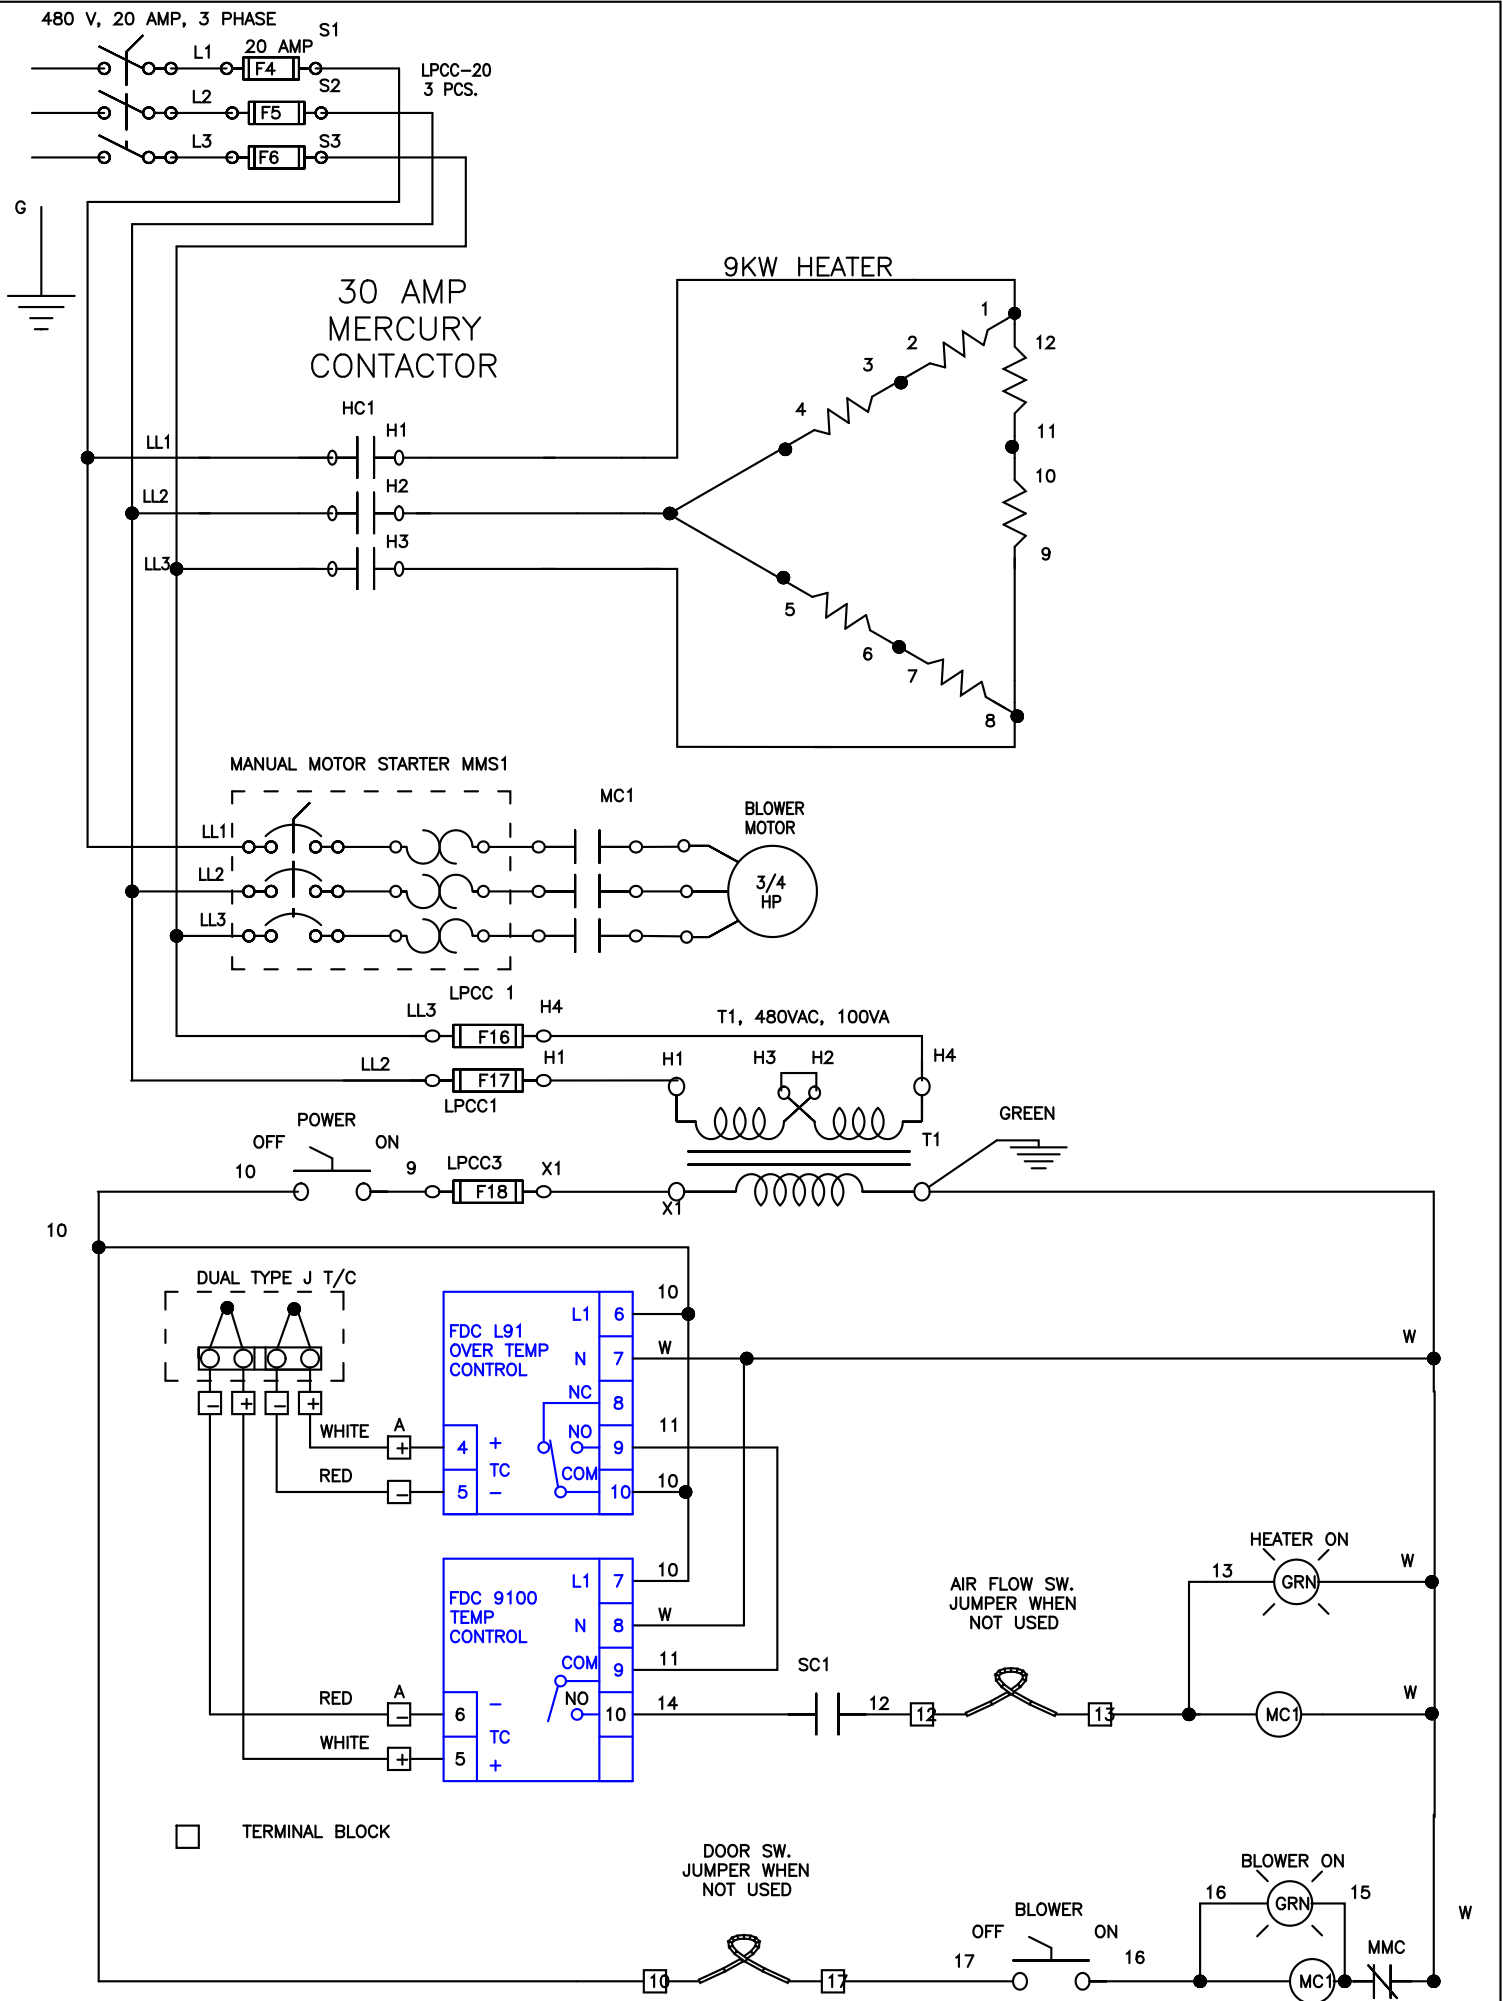 480 V, 20 AMP, 3 PHASE
S1
L1
20 AMP
F4
LPCC-20
3 PCS.
S2
L2
F5
S3
L3
F6
G
30 AMP
MERCURY
CONTACTOR
9KW HEATER
1
2
3
4
12
11
10
9
5
6
7
8
HC1
LL1
H1
LL2
H2
LL3
H3
MANUAL MOTOR STARTER MMS1
MC1
BLOWER
MOTOR
3/4
HP
LL1
LL2
LL3
LPCC 1
LL3
F16
H4
T1, 480VAC, 100VA
LL2
F17
H1
LPCC1
H1
H3
H2
H4
T1
GREEN
POWER
OFF
ON
10
9
LPCC3
F18
X1
X1
10
DUAL TYPE J T/C
-
+
-
+
WHITE
A
+
RED
-
FDC L91
OVER TEMP
CONTROL
L1
6
10
N
7
W
W
NC
8
NO
9
11
COM
10
10
4
+
TC
5
-
FDC 9100
TEMP
CONTROL
L1
7
10
N
8
W
COM
9
11
NO
10
14
RED
A
-
6
-
TC
WHITE
+
5
+
SC1
12
12
AIR FLOW SW.
JUMPER WHEN
NOT USED
13
HEATER ON
13
GRN
W
MC1
W
TERMINAL BLOCK
DOOR SW.
JUMPER WHEN
NOT USED
10
17
17
BLOWER
OFF
ON
16
BLOWER ON
16
GRN
15
W
MC1
MMC